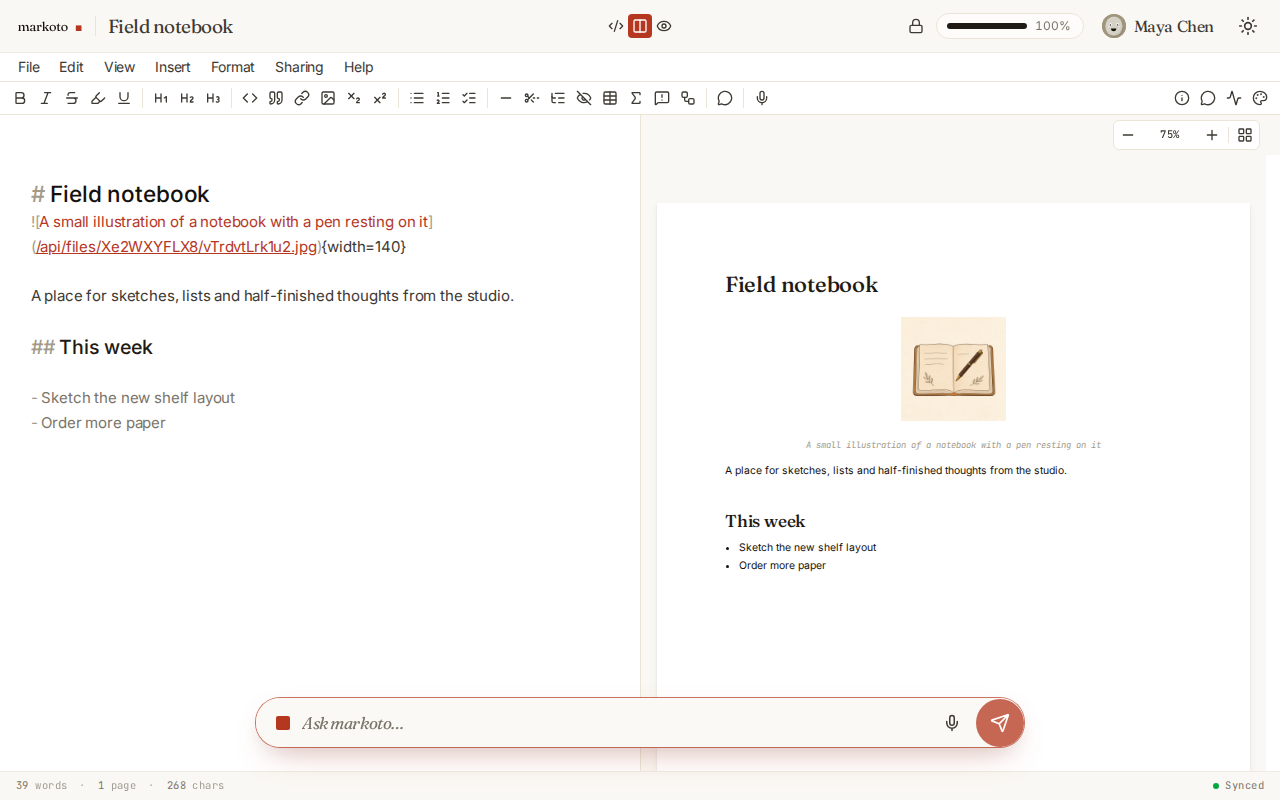 markoto
Field notebook
100%
Maya Chen
File Edit View Insert Format Sharing Help
H1 H2 H3
75%
# Field notebook
![A small illustration of a notebook with a pen resting on it]
(/api/files/Xe2WXYFLX8/vTrdvtLrk1u2.jpg){width=140}
A place for sketches, lists and half-finished thoughts from the studio.
## This week
- Sketch the new shelf layout
- Order more paper
Field notebook
A small illustration of a notebook with a pen resting on it
A place for sketches, lists and half-finished thoughts from the studio.
This week
• Sketch the new shelf layout
• Order more paper
Ask markoto...
39 words · 1 page · 268 chars
Synced